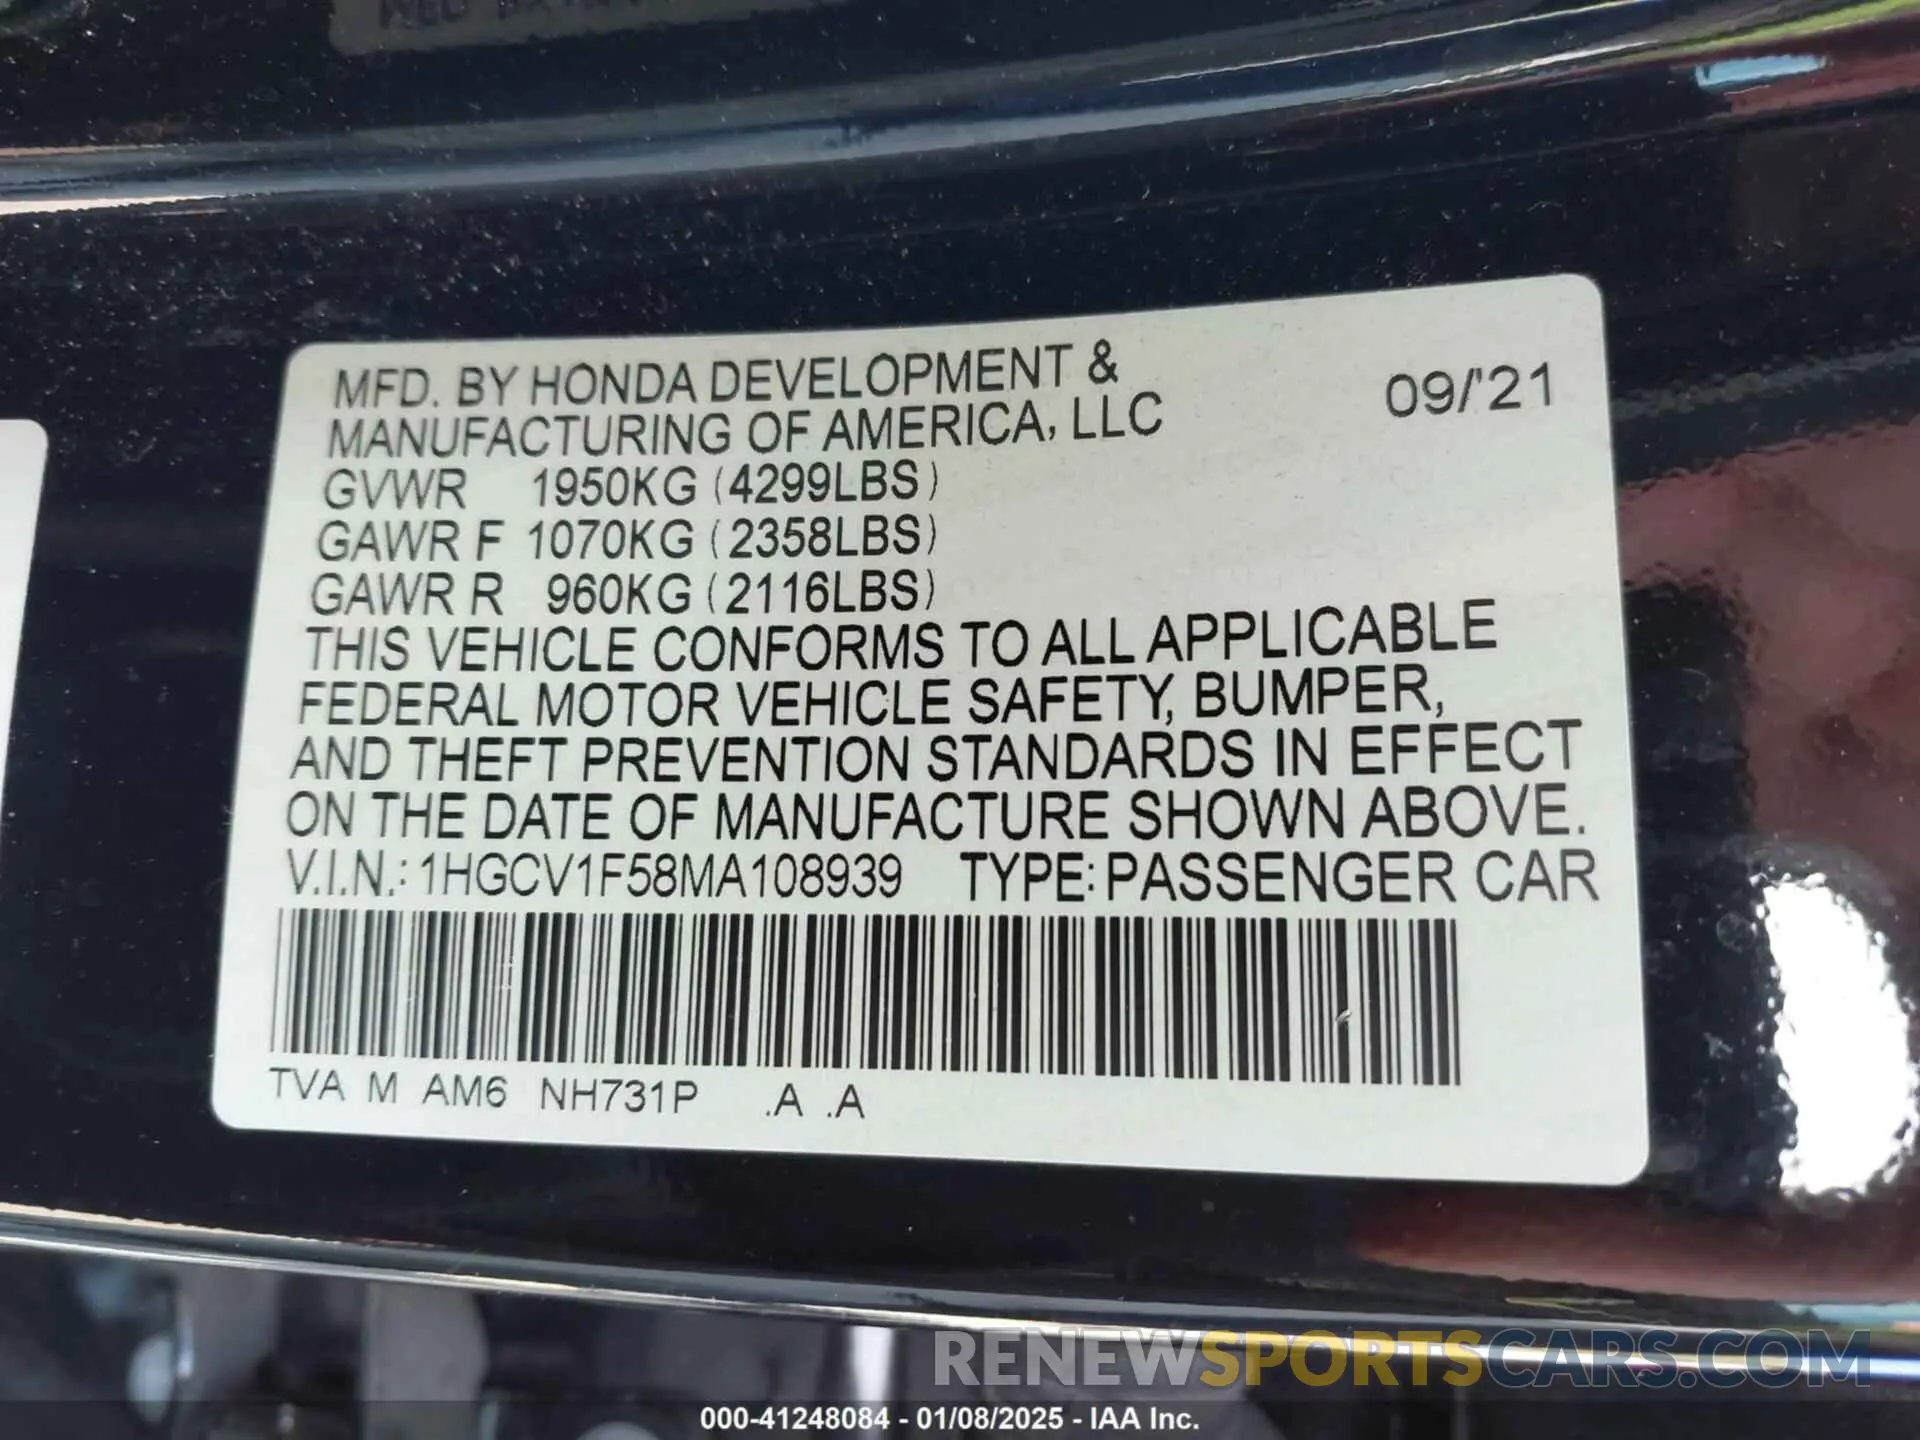 MFD. BY HONDA DEVELOPMENT &
MANUFACTURING OF AMERICA, LLC
09/'21
GVWR 1950KG (4299LBS)
GAWR F 1070KG (2358LBS)
GAWR R 960KG (2116LBS)
THIS VEHICLE CONFORMS TO ALL APPLICABLE
FEDERAL MOTOR VEHICLE SAFETY, BUMPER,
AND THEFT PREVENTION STANDARDS IN EFFECT
ON THE DATE OF MANUFACTURE SHOWN ABOVE.
V.I.N.: 1HGCV1F58MA108939 TYPE: PASSENGER CAR
TVA M AM6 NH731P .A .A
RENEWSPORTSCARS.COM
000-41248084 - 01/08/2025 - IAA Inc.